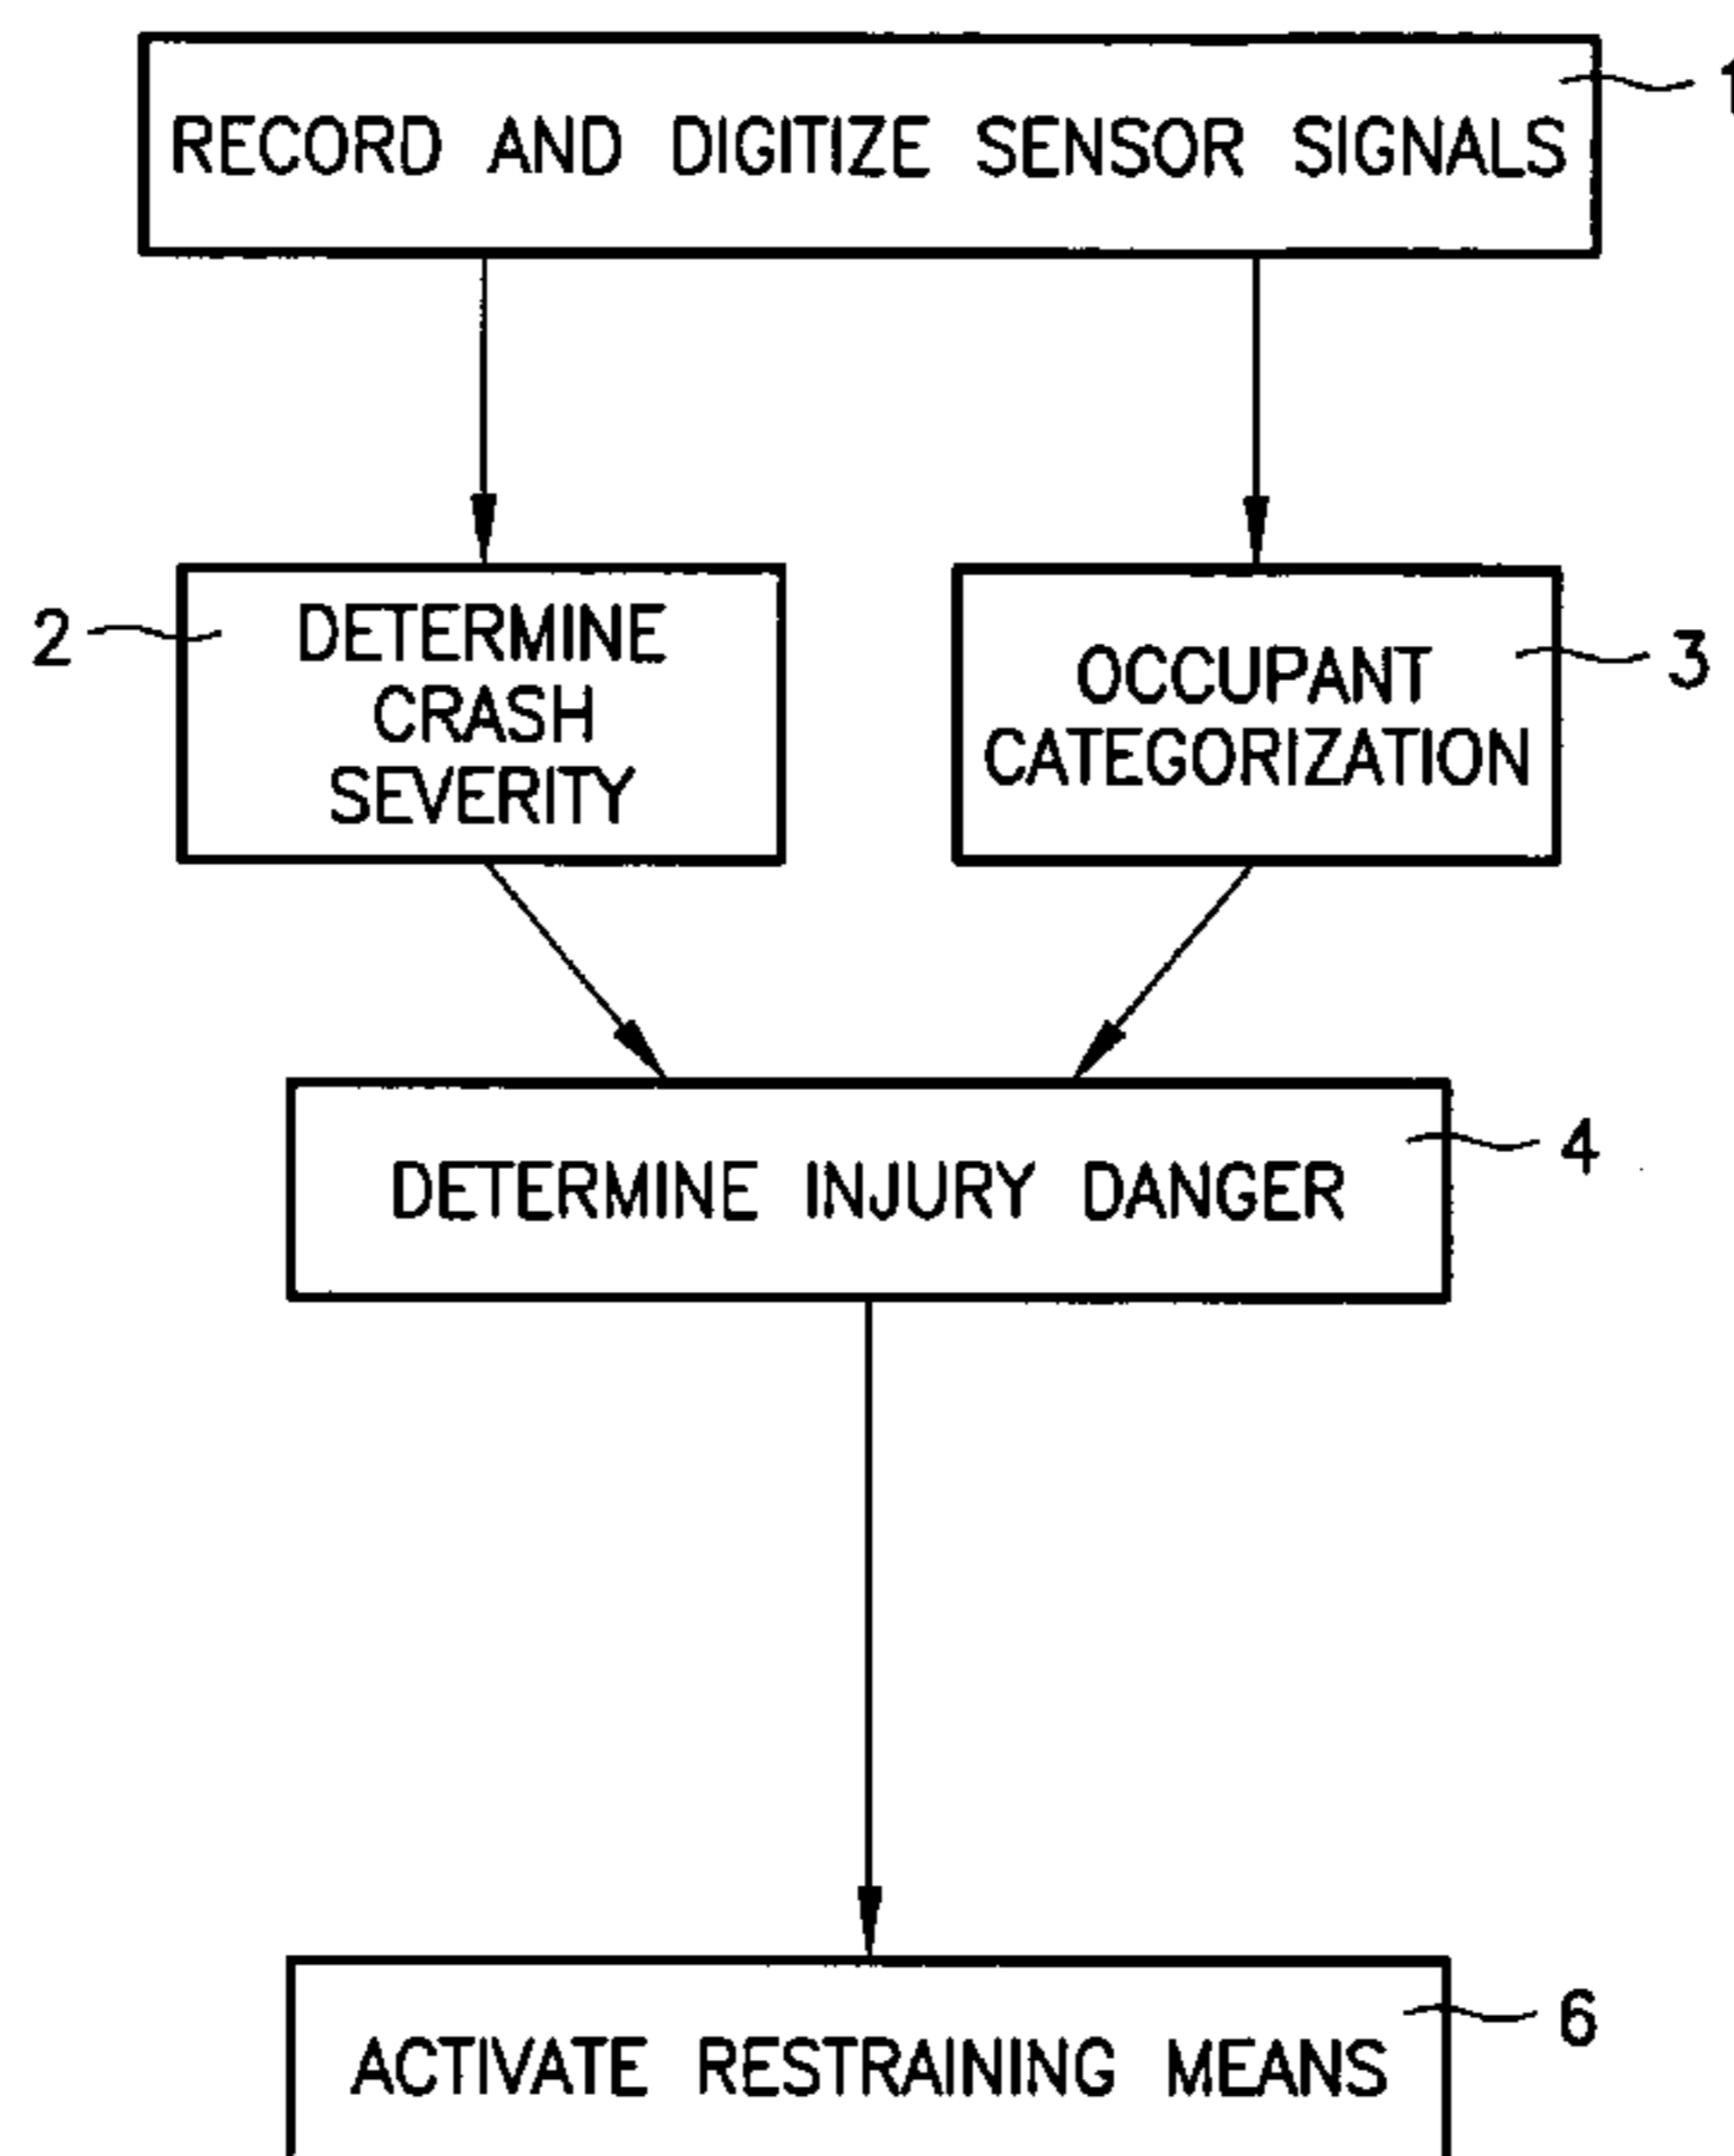 RECORD AND DIGITIZE SENSOR SIGNALS
1
2
DETERMINE
CRASH
SEVERITY
OCCUPANT
CATEGORIZATION
3
DETERMINE INJURY DANGER
4
ACTIVATE RESTRAINING MEANS
6